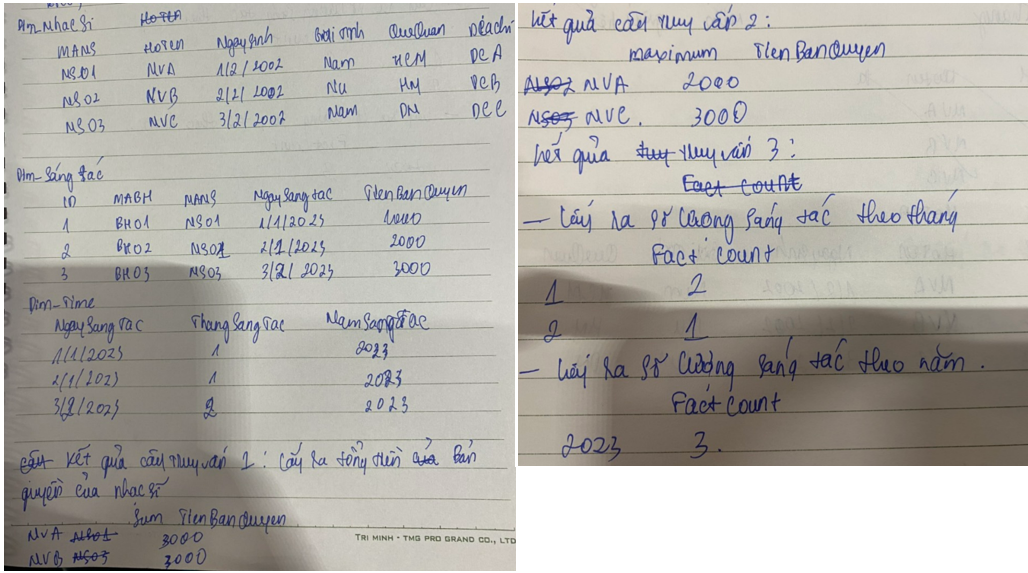 Dim_Nhac Si
MANS HoTen Ngaysinh Giới tính QueQuan Diachi
NS01 NVA 1/2/2002 Nam HCM DCA
NS02 NVB 2/2/2002 Nu HN DCB
NS03 NVC 3/2/2002 Nam DN DCC
Dim_Sáng tác
ID MABH MANS NgaySangtac TienBanQuyen
1 BH01 NS01 1/1/2023 1000
2 BH02 NS01 2/1/2023 2000
3 BH03 NS03 3/2/2023 3000
Dim_Time
NgaySangTac ThangSangTac NamSangTac
1/1/2023 1 2023
2/1/2023 1 2023
3/2/2023 2 2023
Kết quả câu truy vấn 1: Lấy ra tổng tiền bản
quyền của nhạc sĩ
Sum TienBanQuyen
NVA NS01 3000
NVB NS03 3000
TRI MINH - TMG PRO GRAND CO., LTD
Kết quả câu truy vấn 2:
maximum TienBanQuyen
NVA 2000
NS03 NVC. 3000
Kết quả truy vấn 3:
Fact count
– Lấy ra số lượng sáng tác theo tháng
Fact count
1 2
2 1
– Lấy ra số lượng sáng tác theo năm.
Fact count
2023 3.